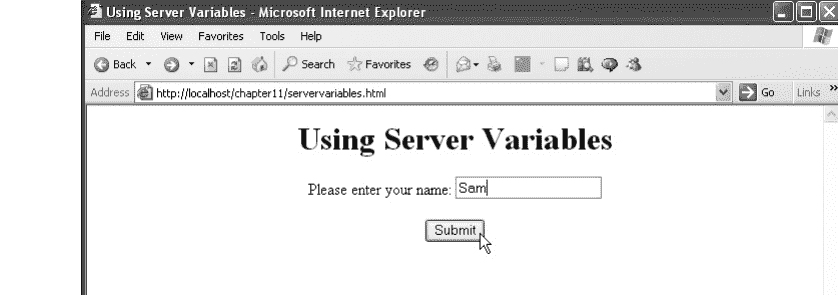 Using Server Variables - Microsoft Internet Explorer
File Edit View Favorites Tools Help
Back Search Favorites
Address http://localhost/chapter11/servervariables.html Go Links »
Using Server Variables
Please enter your name: Sam
Submit